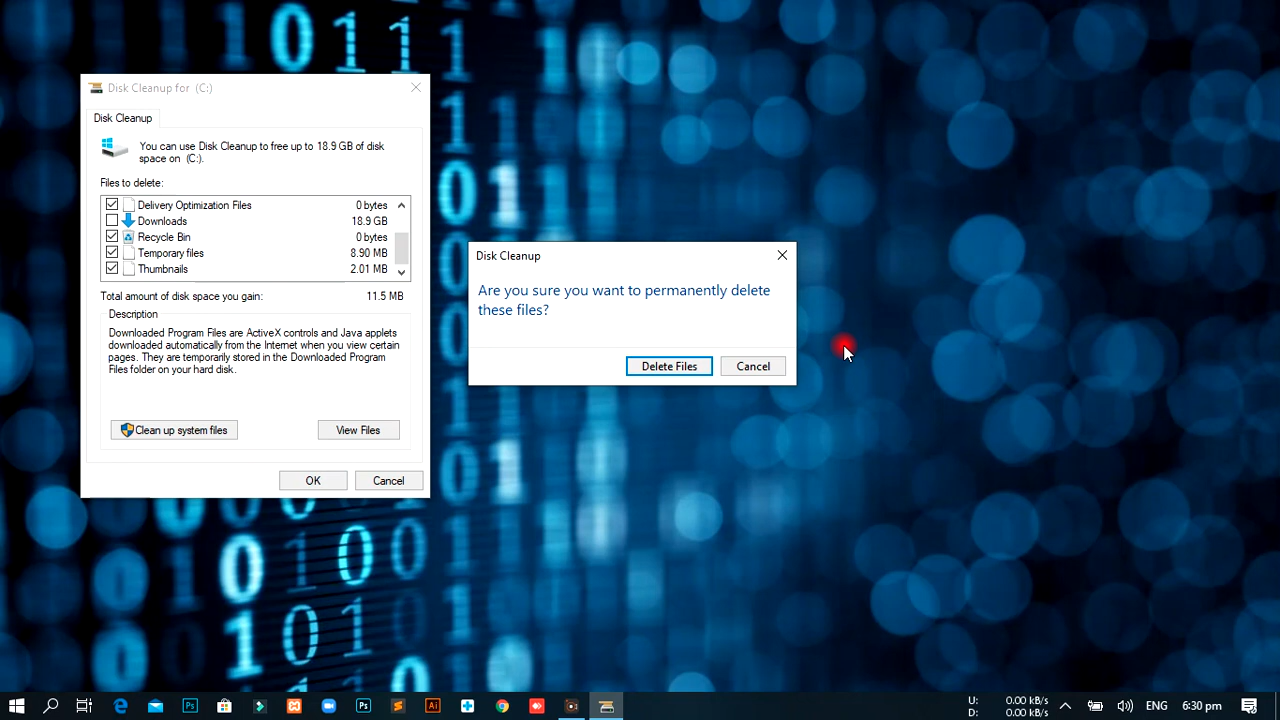 Disk Cleanup for (C:)
Disk Cleanup
You can use Disk Cleanup to free up to 18.9 GB of disk
space on (C:).
Files to delete:
Delivery Optimization Files 0 bytes
Downloads 18.9 GB
Recycle Bin 0 bytes
Temporary files 8.90 MB
Thumbnails 2.01 MB
Total amount of disk space you gain: 11.5 MB
Description
Downloaded Program Files are ActiveX controls and Java applets
downloaded automatically from the Internet when you view certain
pages. They are temporarily stored in the Downloaded Program
Files folder on your hard disk.
Clean up system files
View Files
OK
Cancel
Disk Cleanup
Are you sure you want to permanently delete
these files?
Delete Files
Cancel
Ps
Ps
Ai
U: 0.00 kB/s
D: 0.00 kB/s
ENG
6:30 pm